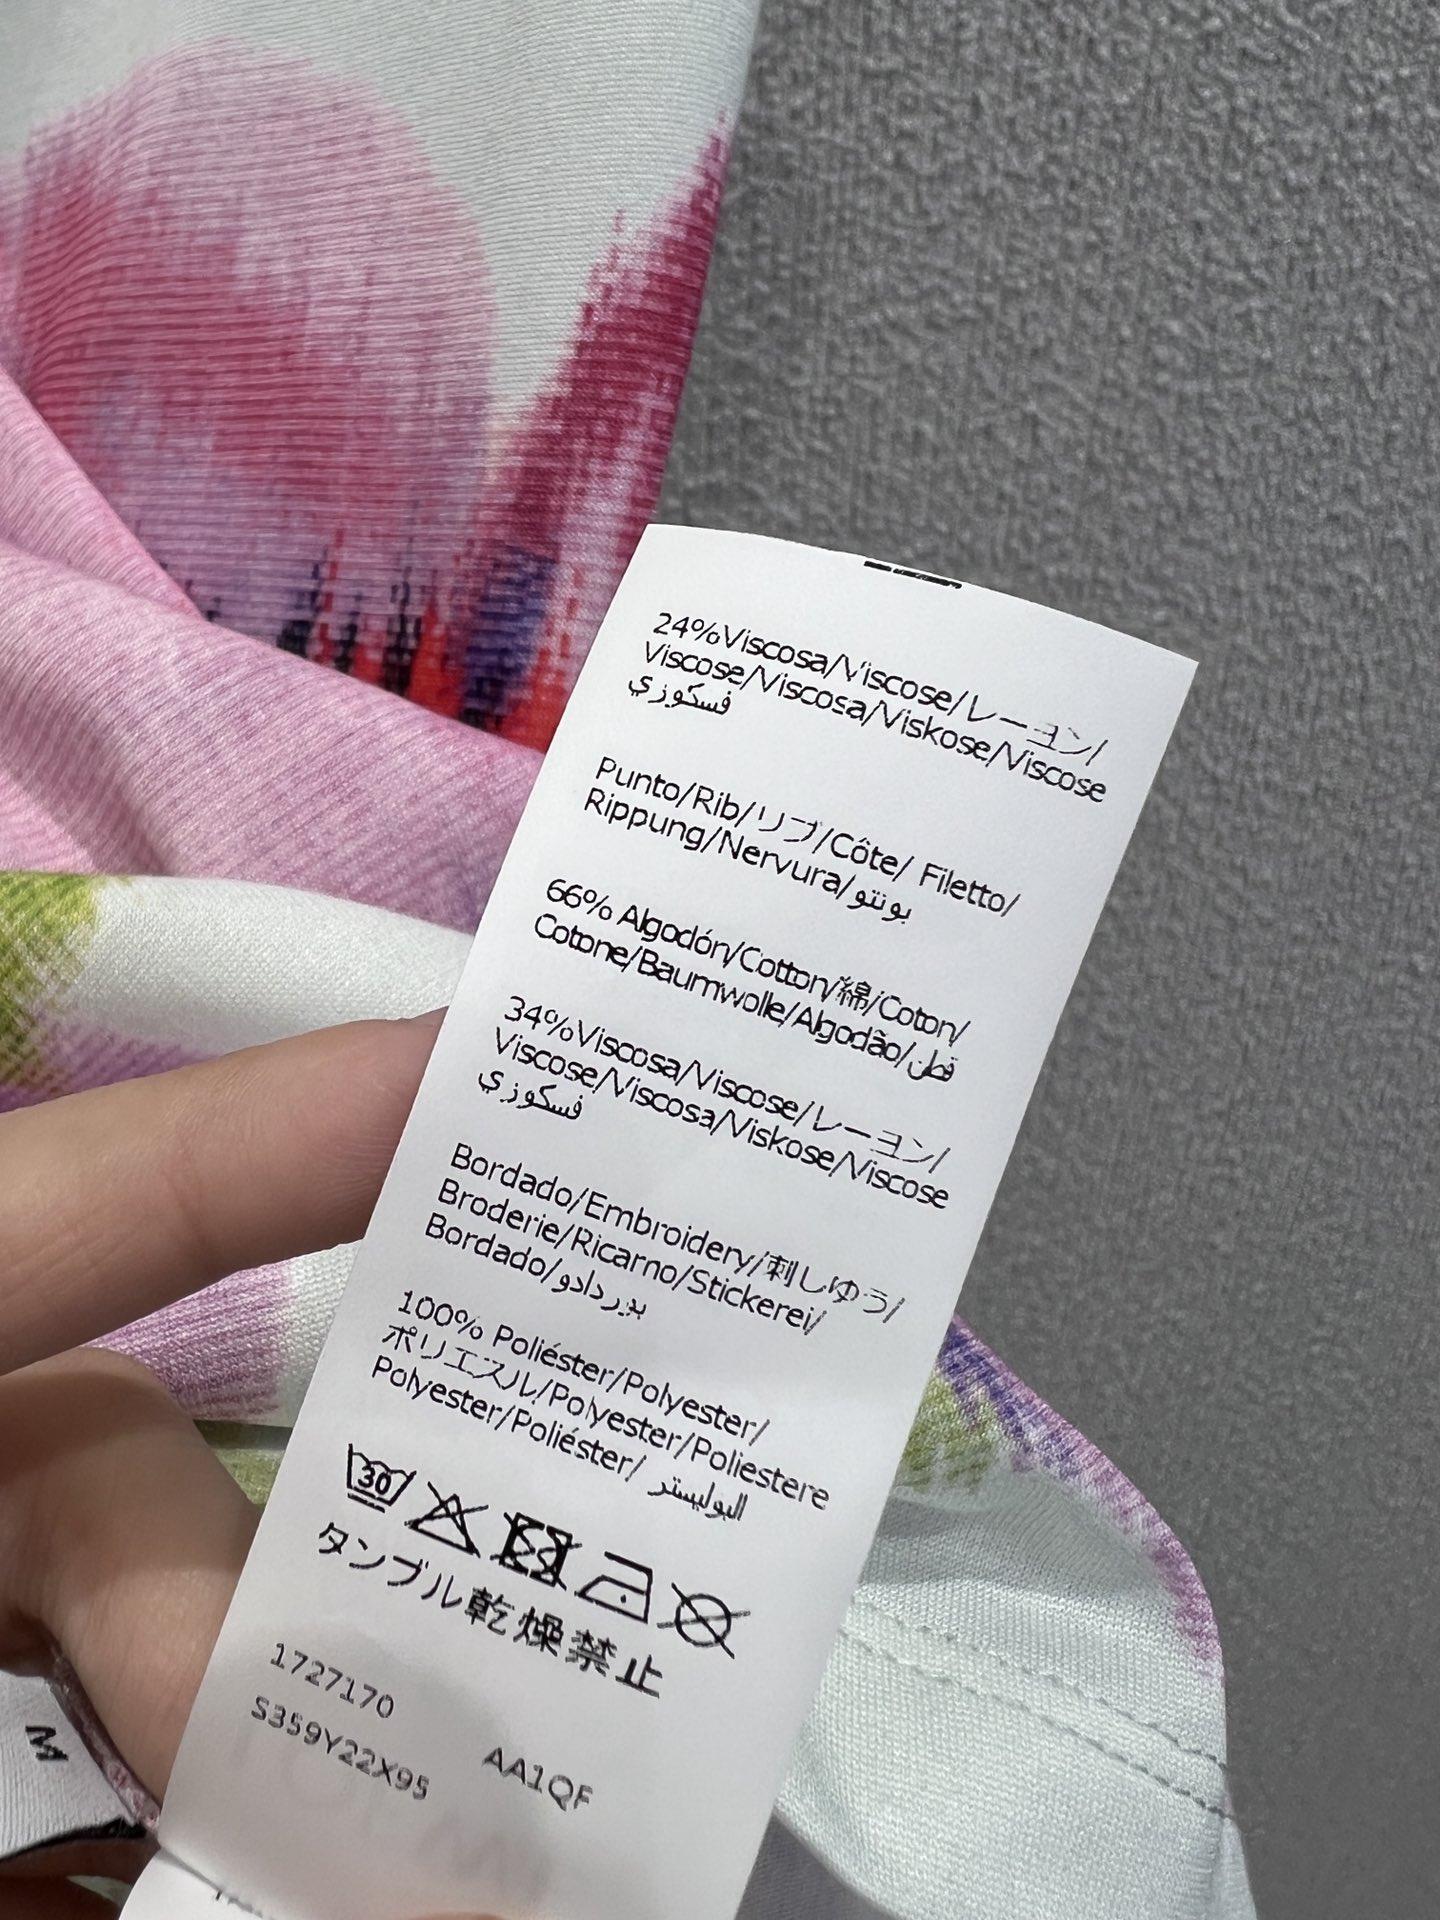 24%Viscosa/Viscose/レーヨン/
Viscose/Viscosa/Viskose/Viscose
فسكوزي
Punto/Rib/リブ/Côte/ Filetto/
Rippung/Nervura/بونتو
66% Algodón/Cotton/綿/Coton/
Cotone/Baumwolle/Algodão/قطن
34%Viscosa/Viscose/レーヨン/
Viscose/Viscosa/Viskose/Viscose
فسكوزي
Bordado/Embroidery/刺しゅう/
Broderie/Ricarno/Stickerei/
Bordado/بيردادو
100% Poliéster/Polyester/
ポリエスル/Polyester/Poliestere
Polyester/Poliéster/ البوليستر
30
タンブル乾燥禁止
1727170
S359Y22X95 AA1QF
M